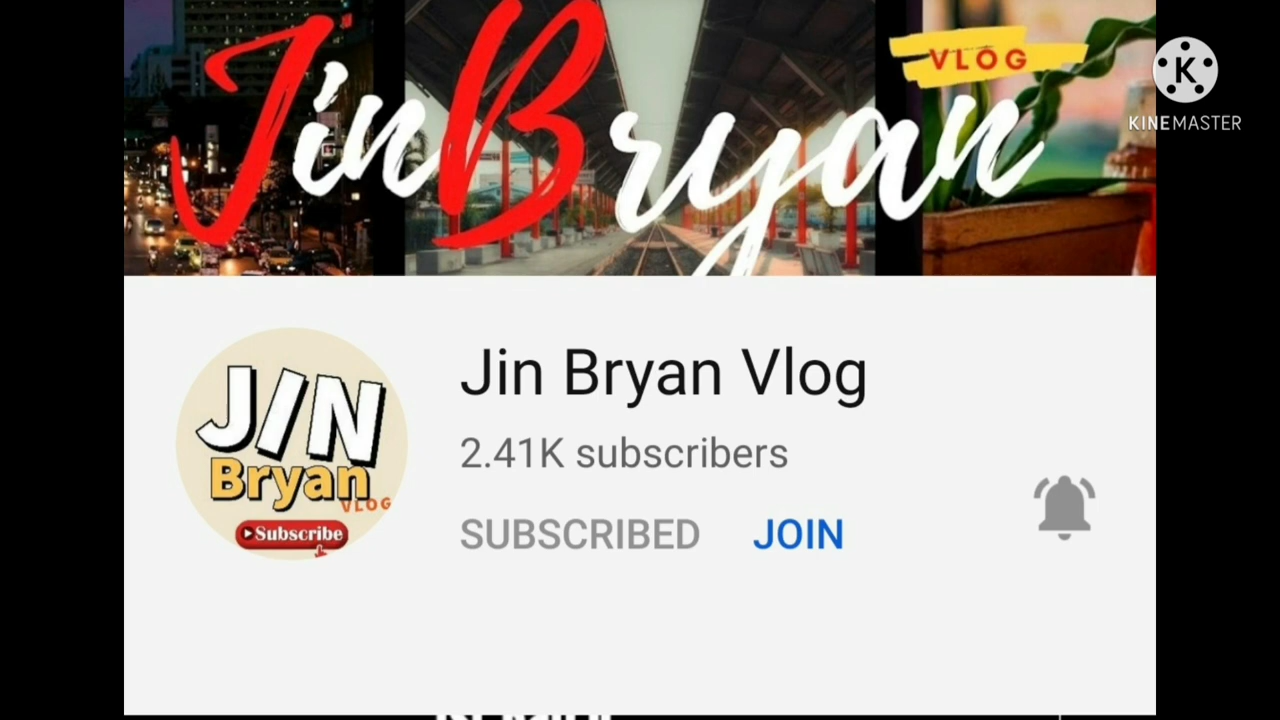 JinBryan
VLOG
KINEMASTER
JIN
Bryan
VLOG
Subscribe
Jin Bryan Vlog
2.41K subscribers
SUBSCRIBED JOIN